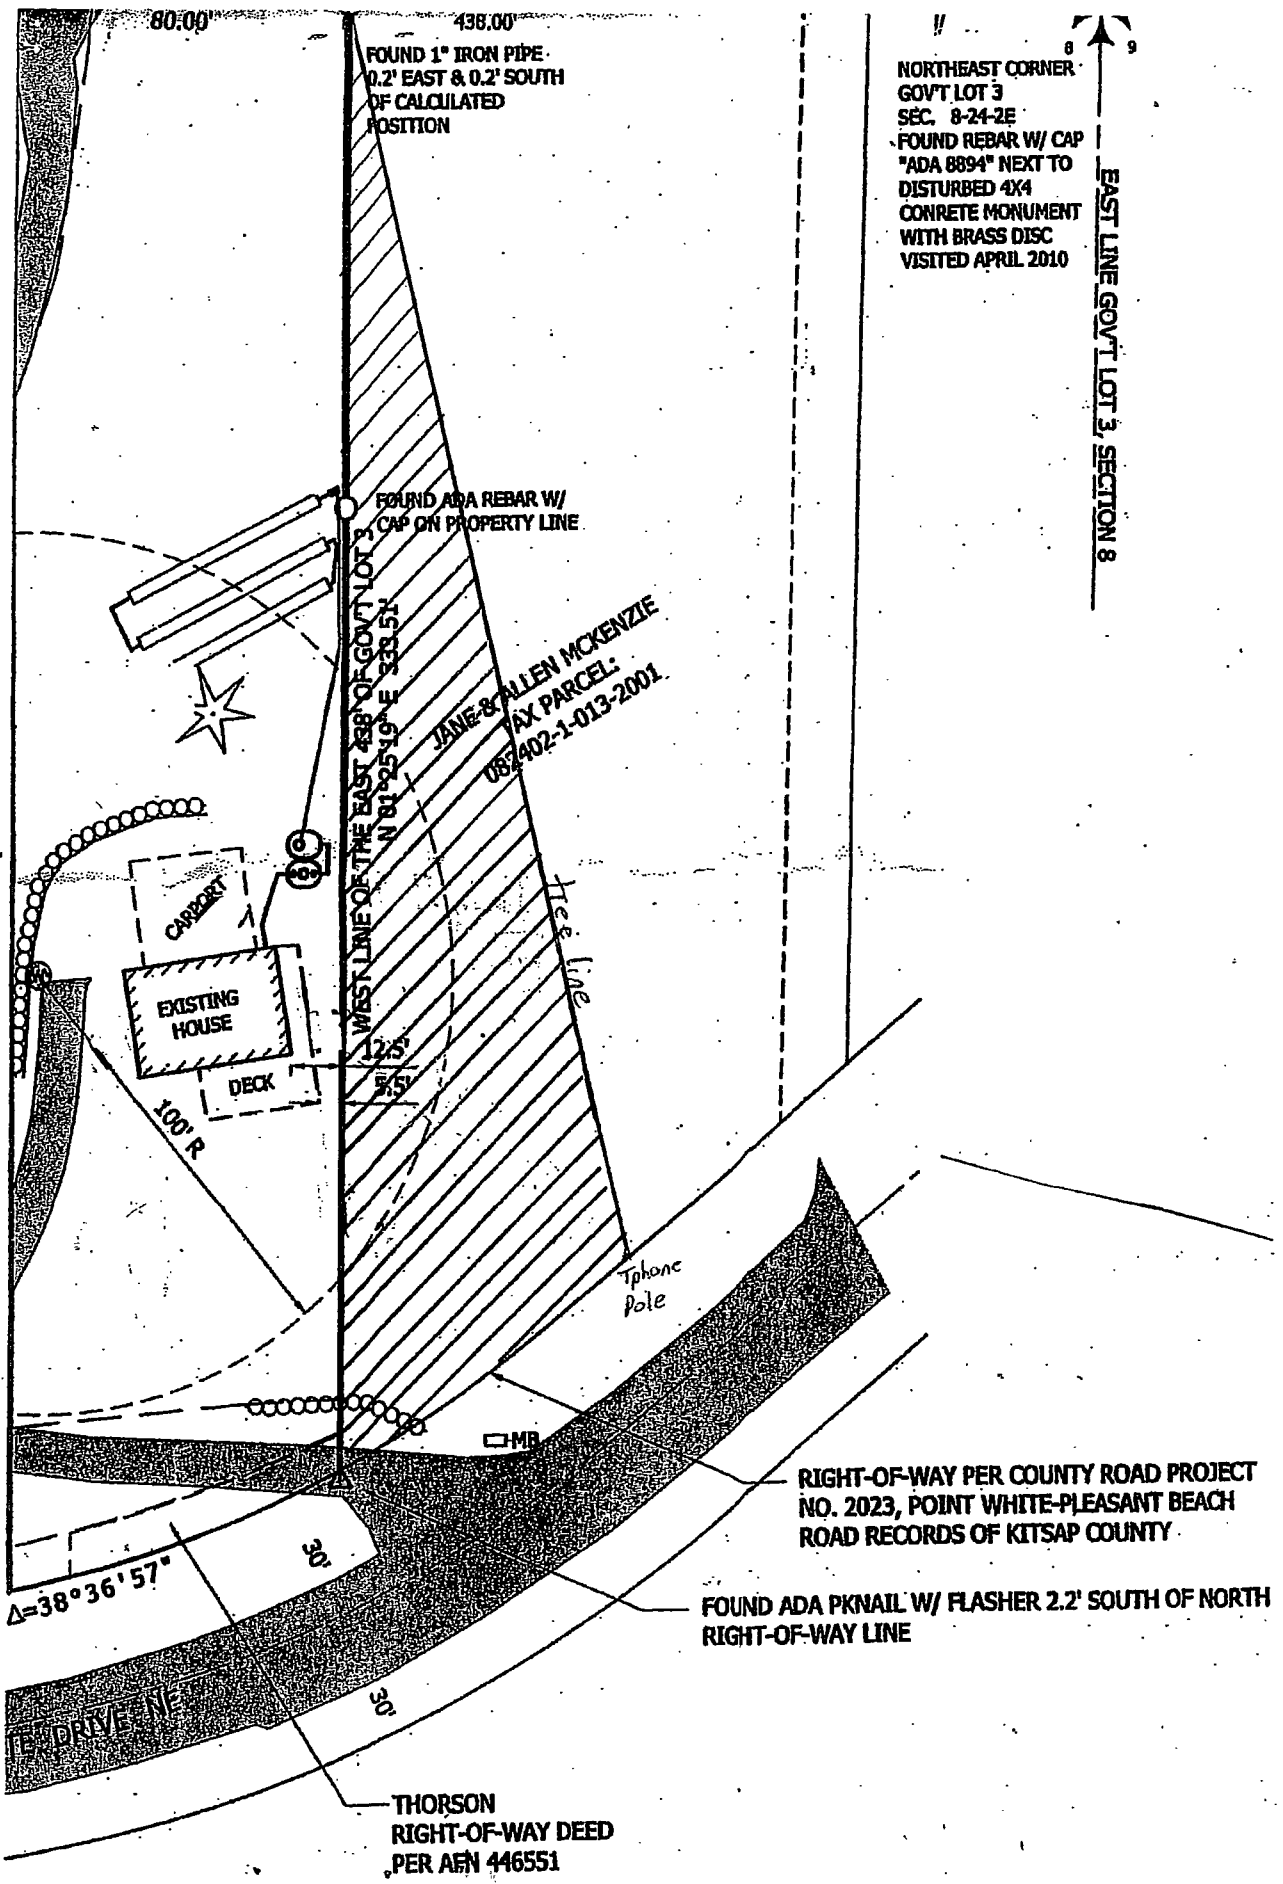 80.00'
438.00'
FOUND 1" IRON PIPE
0.2' EAST & 0.2' SOUTH
OF CALCULATED
POSITION
8
9
NORTHEAST CORNER
GOV'T LOT 3
SEC. 8-24-2E
FOUND REBAR W/ CAP
"ADA 8894" NEXT TO
DISTURBED 4X4
CONRETE MONUMENT
WITH BRASS DISC
VISITED APRIL 2010
EAST LINE GOV'T LOT 3, SECTION 8
FOUND ADA REBAR W/
CAP ON PROPERTY LINE
WEST LINE OF THE EAST 438' OF GOV'T LOT 3
N 01°25'19" E 333.51'
JANE & ALLEN MCKENZIE
TAX PARCEL:
082402-1-013-2001
CARPORT
tree line
EXISTING
HOUSE
12.5'
DECK
5.5'
100' R
Tphone
Pole
MB
RIGHT-OF-WAY PER COUNTY ROAD PROJECT
NO. 2023, POINT WHITE-PLEASANT BEACH
ROAD RECORDS OF KITSAP COUNTY
30'
Δ=38°36'57"
FOUND ADA PKNAIL W/ FLASHER 2.2' SOUTH OF NORTH
RIGHT-OF-WAY LINE
30'
TE DRIVE NE
THORSON
RIGHT-OF-WAY DEED
PER AFN 446551